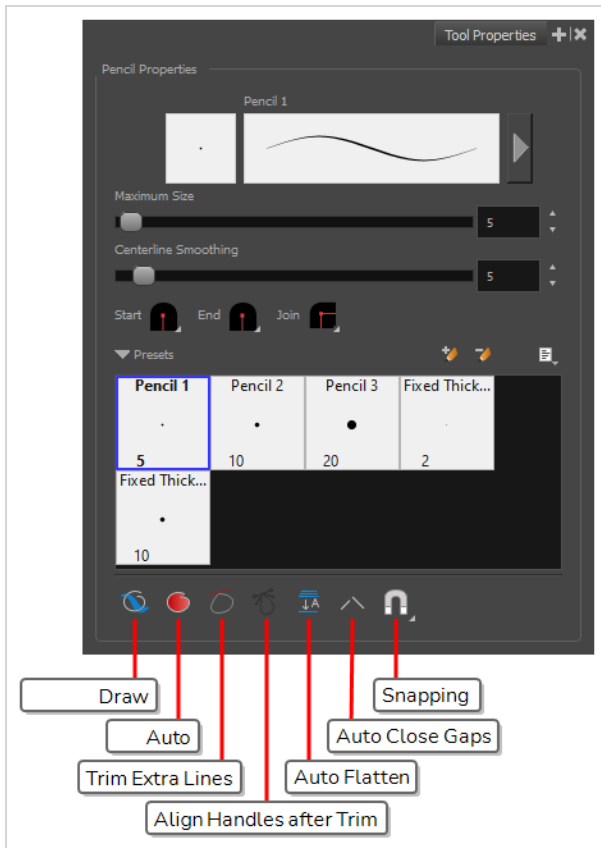 Tool Properties
Pencil Properties
Pencil 1
Maximum Size
5
Centerline Smoothing
5
Start End Join
Presets
Pencil 1 Pencil 2 Pencil 3 Fixed Thick...
5 10 20 2
Fixed Thick...
10
A
Draw Snapping
Auto Auto Close Gaps
Trim Extra Lines Auto Flatten
Align Handles after Trim